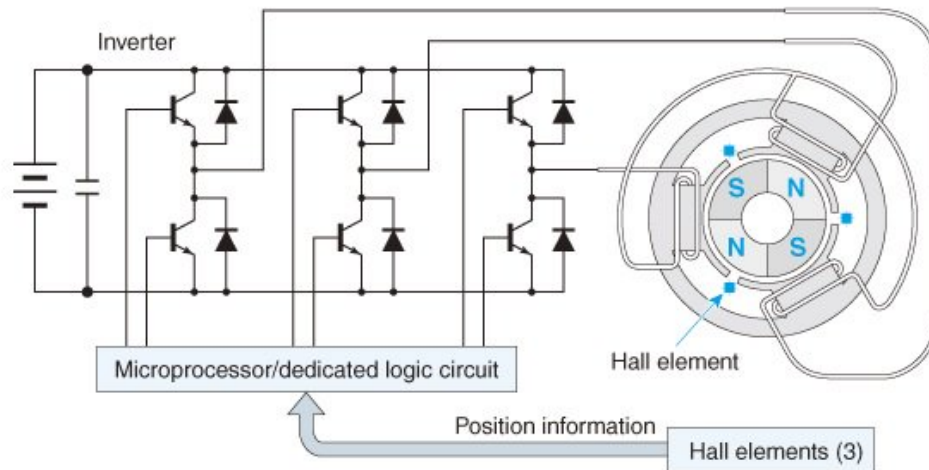 Inverter
S N
N S
Hall element
Microprocessor/dedicated logic circuit
Position information
Hall elements (3)